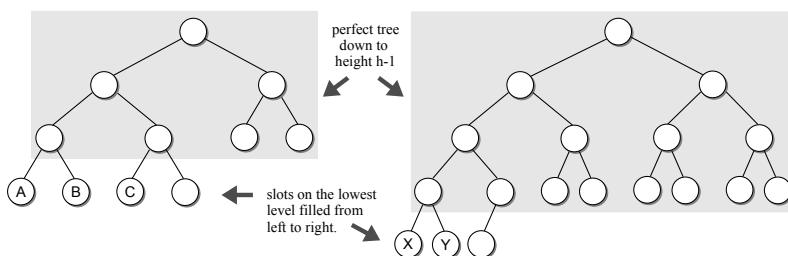 perfect tree
down to
height h-1
A
B
C
slots on the lowest
level filled from
left to right.
X
Y